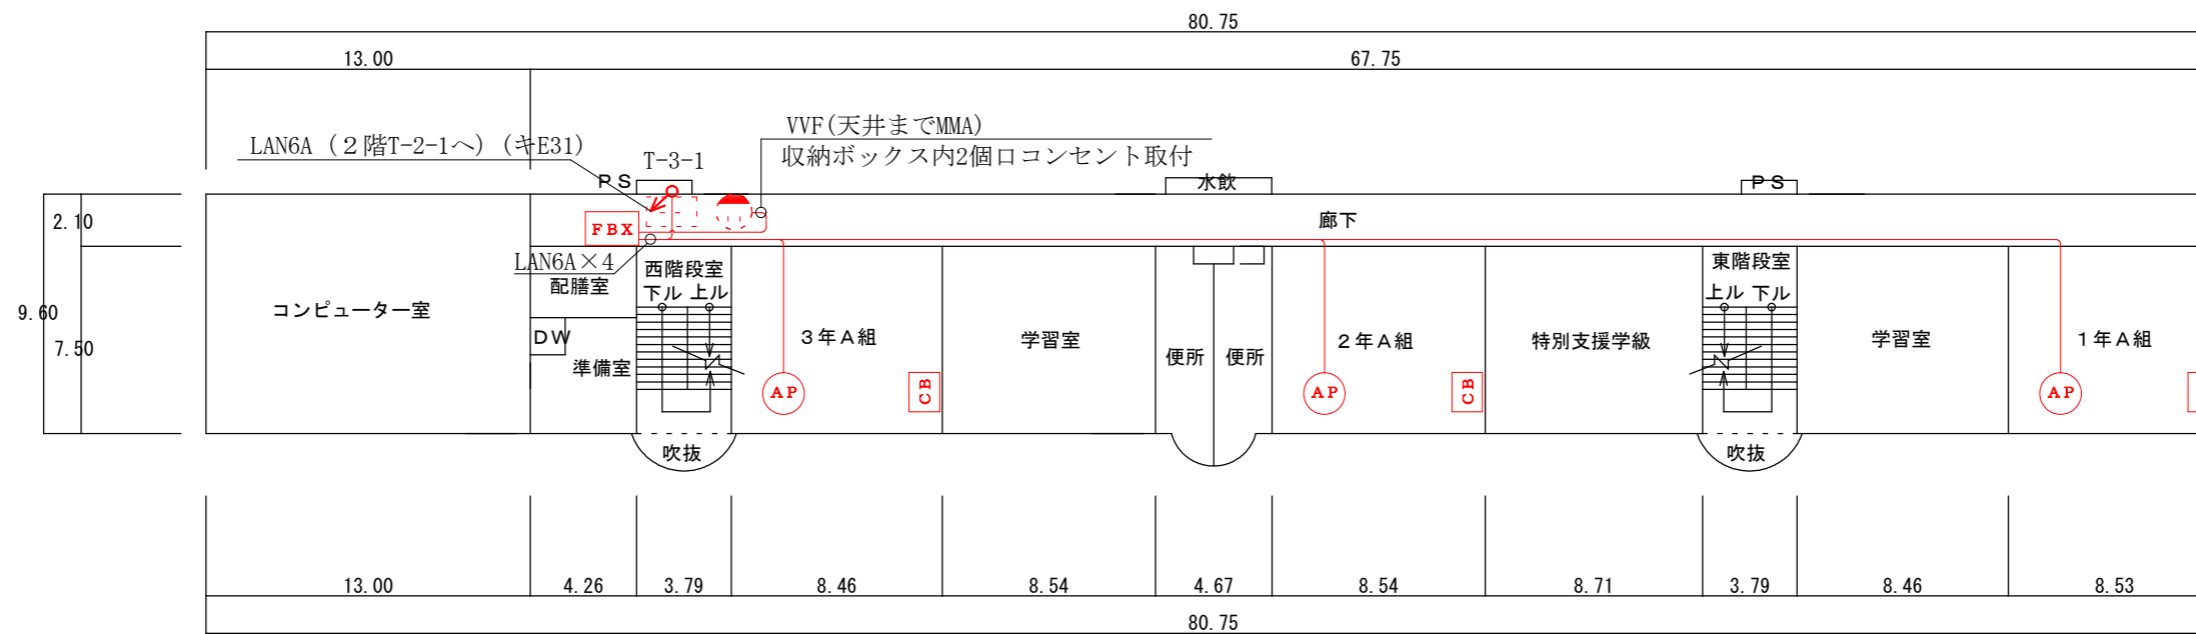 80.75
13.00
67.75
VVF(天井までMMA)
収納ボックス内2個口コンセント取付
LAN6A (２階T-2-1へ) (キE31)
T-3-1
ＰＳ
水飲
ＰＳ
2.10
FBX
廊下
LAN6A×4
配膳室
西階段室
下ル 上ル
東階段室
上ル 下ル
9.60
7.50
コンピューター室
DW
準備室
３年Ａ組
学習室
便所 便所
２年Ａ組
特別支援学級
学習室
１年Ａ組
AP
CB
AP
CB
AP
吹抜
吹抜
13.00
4.26
3.79
8.46
8.54
4.67
8.54
8.71
3.79
8.46
8.53
80.75